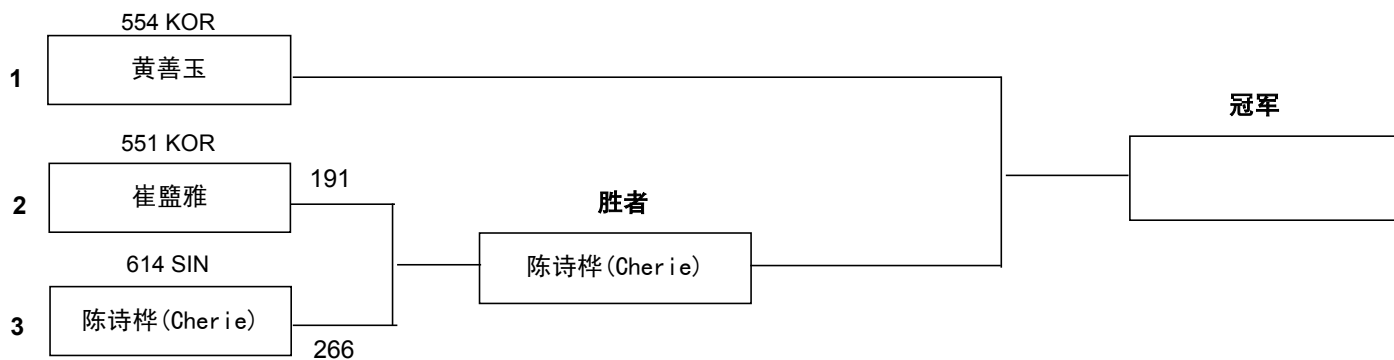 554 KOR
1
黄善玉
冠军
551 KOR
2
崔盬雅
191
胜者
陈诗桦(Cherie)
614 SIN
3
陈诗桦(Cherie)
266